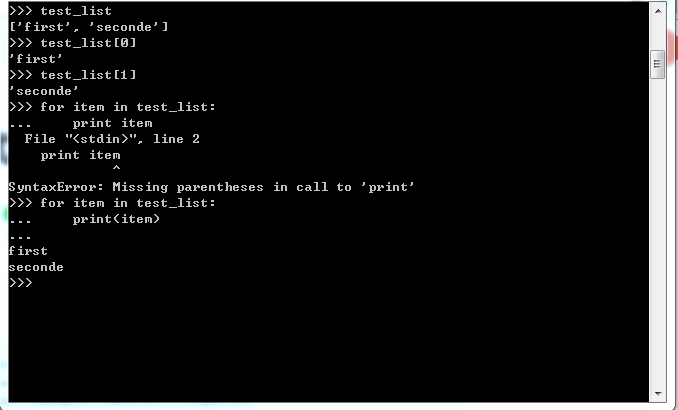 >>> test_list
['first', 'seconde']
>>> test_list[0]
'first'
>>> test_list[1]
'seconde'
>>> for item in test_list:
...     print item
  File "<stdin>", line 2
    print item
             ^
SyntaxError: Missing parentheses in call to 'print'
>>> for item in test_list:
...     print(item)
...
first
seconde
>>>